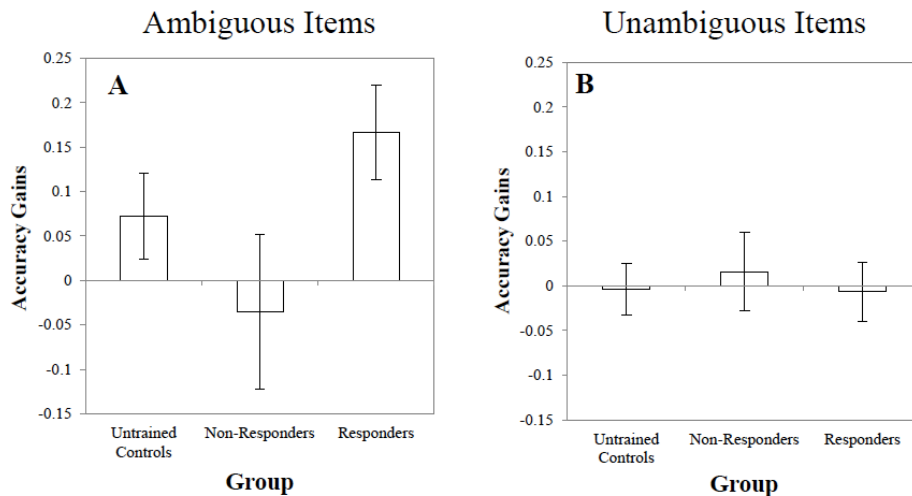 Ambiguous Items
A
0.25
0.2
0.15
0.1
0.05
0
-0.05
-0.1
-0.15
Accuracy Gains
Untrained
Controls
Non-Responders
Responders
Group
Unambiguous Items
B
0.25
0.2
0.15
0.1
0.05
0
-0.05
-0.1
-0.15
Accuracy Gains
Untrained
Controls
Non-Responders
Responders
Group